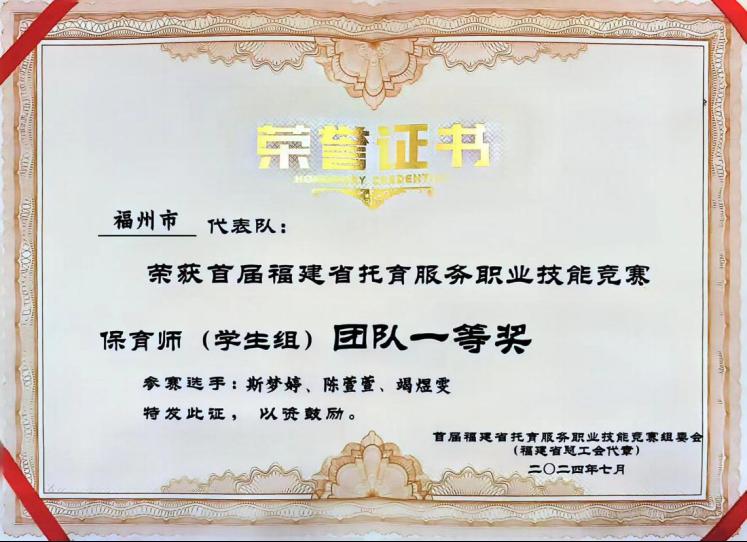 荣誉证书
HONORARY CREDENTIAL
福州市 代表队：
荣获首届福建省托育服务职业技能竞赛
保育师（学生组）团队一等奖
参赛选手：斯梦婷、陈萱萱、竭煜雯
特发此证，以资鼓励。
首届福建省托育服务职业技能竞赛组委会
（福建省总工会代章）
二〇二四年七月